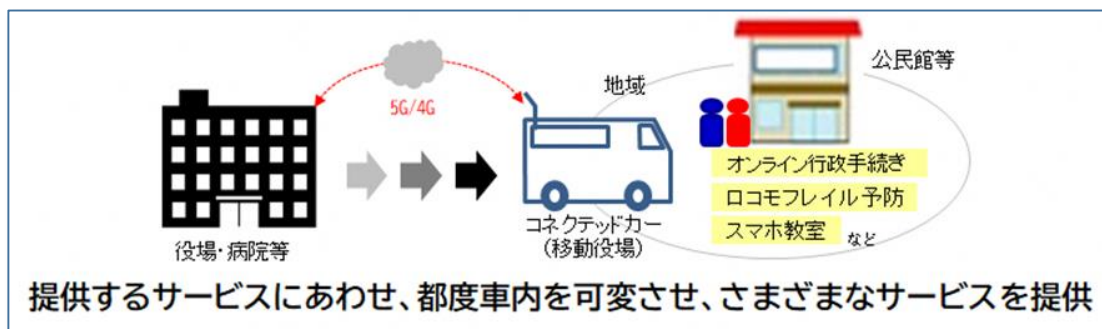 公民館等
地域
5G/4G
オンライン行政手続き
ロコモフレイル予防
スマホ教室 など
役場・病院等
コネクテッドカー
(移動役場)
提供するサービスにあわせ、都度車内を可変させ、さまざまなサービスを提供